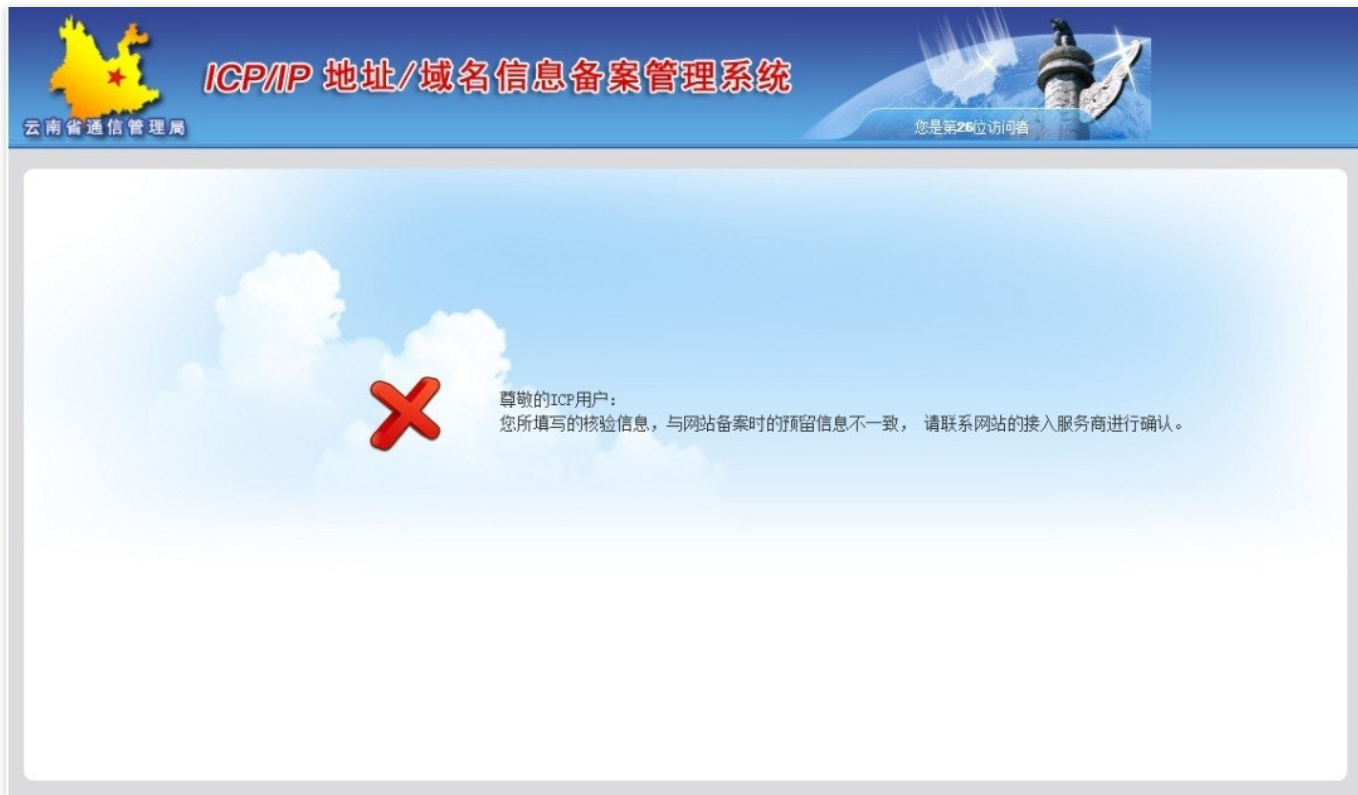 ICP/IP 地址/域名信息备案管理系统
云南省通信管理局
您是第26位访问者
尊敬的ICP用户：
您所填写的核验信息，与网站备案时的预留信息不一致， 请联系网站的接入服务商进行确认。